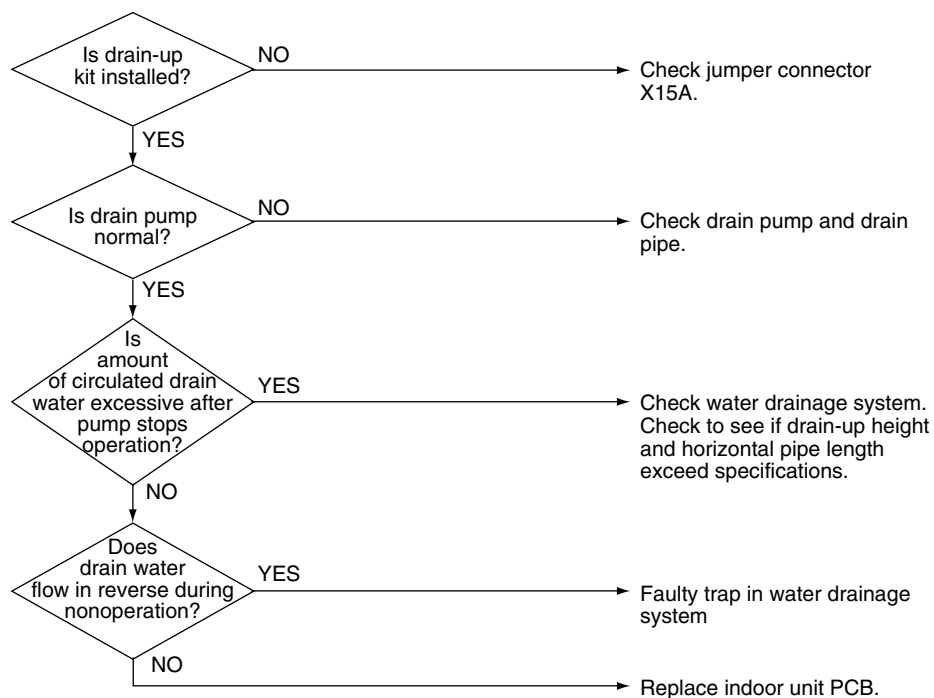 Is drain-up
kit installed?
NO
Check jumper connector
X15A.
YES
Is drain pump
normal?
NO
Check drain pump and drain
pipe.
YES
Is
amount
of circulated drain
water excessive after
pump stops
operation?
YES
Check water drainage system.
Check to see if drain-up height
and horizontal pipe length
exceed specifications.
NO
Does
drain water
flow in reverse during
nonoperation?
YES
Faulty trap in water drainage
system
NO
Replace indoor unit PCB.